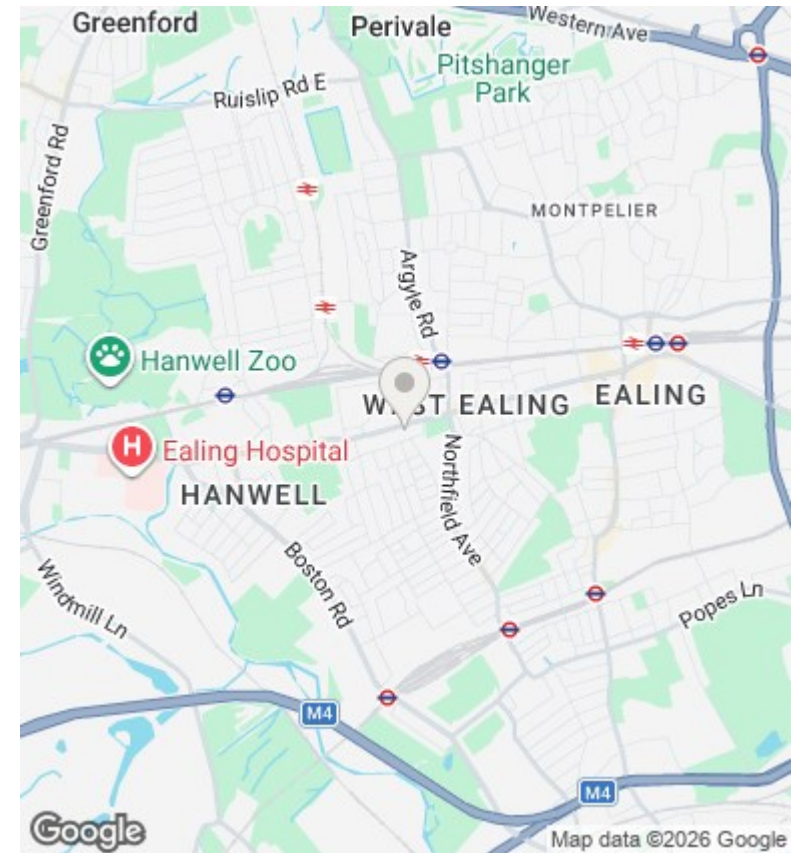 Greenford
Perivale
Western Ave
Pitshanger
Park
Ruislip Rd E
Greenford Rd
MONTPELIER
Argyle Rd
Hanwell Zoo
WEST EALING
EALING
H
Ealing Hospital
HANWELL
Northfield Ave
Boston Rd
Windmill Ln
Popes Ln
M4
M4
Google
Map data ©2026 Google